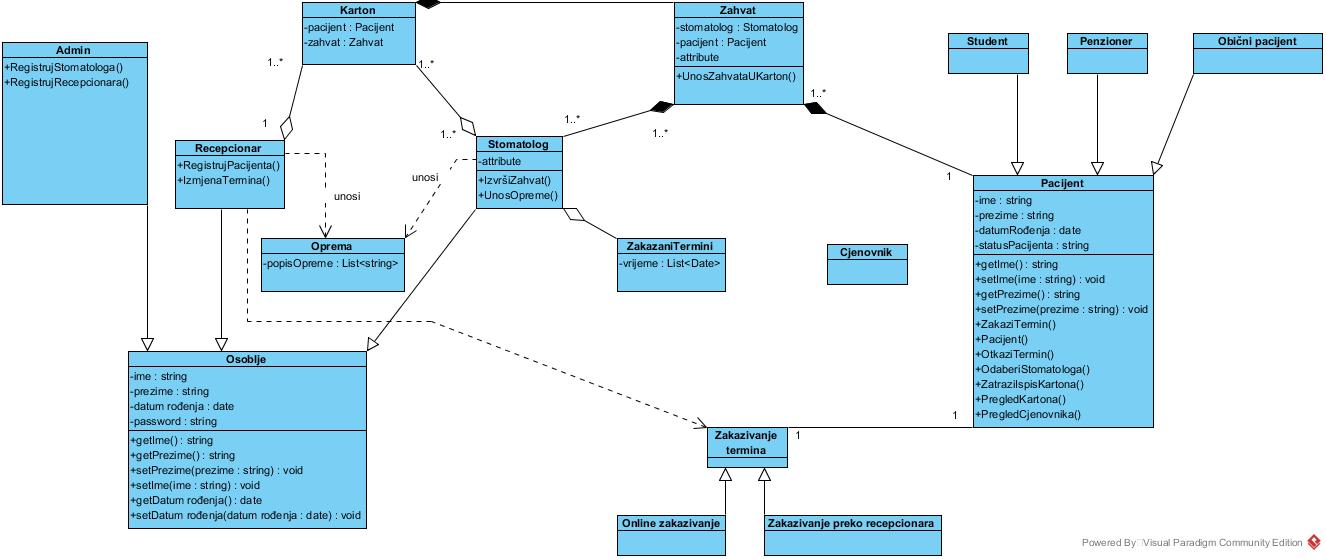 Karton
-pacijent : Pacijent
-zahvat : Zahvat
Zahvat
-stomatolog : Stomatolog
-pacijent : Pacijent
-attribute
+UnosZahvataUKarton()
Student
Penzioner
Obični pacijent
Admin
+RegistrujStomatologa()
+RegistrujRecepcionara()
1..*
1..*
1..*
1
1..*
1..*
1..*
Recepcionar
+RegistrujPacijenta()
+IzmjenaTermina()
Stomatolog
-attribute
+IzvršiZahvat()
+UnosOpreme()
unosi
unosi
1
Pacijent
-ime : string
-prezime : string
-datumRođenja : date
-statusPacijenta : string
+getIme() : string
+setIme(ime : string) : void
+getPrezime() : string
+setPrezime(prezime : string) : void
+ZakaziTermin()
+Pacijent()
+OtkaziTermin()
+OdaberiStomatologa()
+ZatraziIspisKartona()
+PregledKartona()
+PregledCjenovnika()
Oprema
-popisOpreme : List<string>
ZakazaniTermini
-vrijeme : List<Date>
Cjenovnik
Osoblje
-ime : string
-prezime : string
-datum rođenja : date
-password : string
+getIme() : string
+getPrezime() : string
+setPrezime(prezime : string) : void
+setIme(ime : string) : void
+getDatum rođenja() : date
+setDatum rođenja(datum rođenja : date) : void
1
1
Zakazivanje
termina
Online zakazivanje
Zakazivanje preko recepcionara
Powered By Visual Paradigm Community Edition